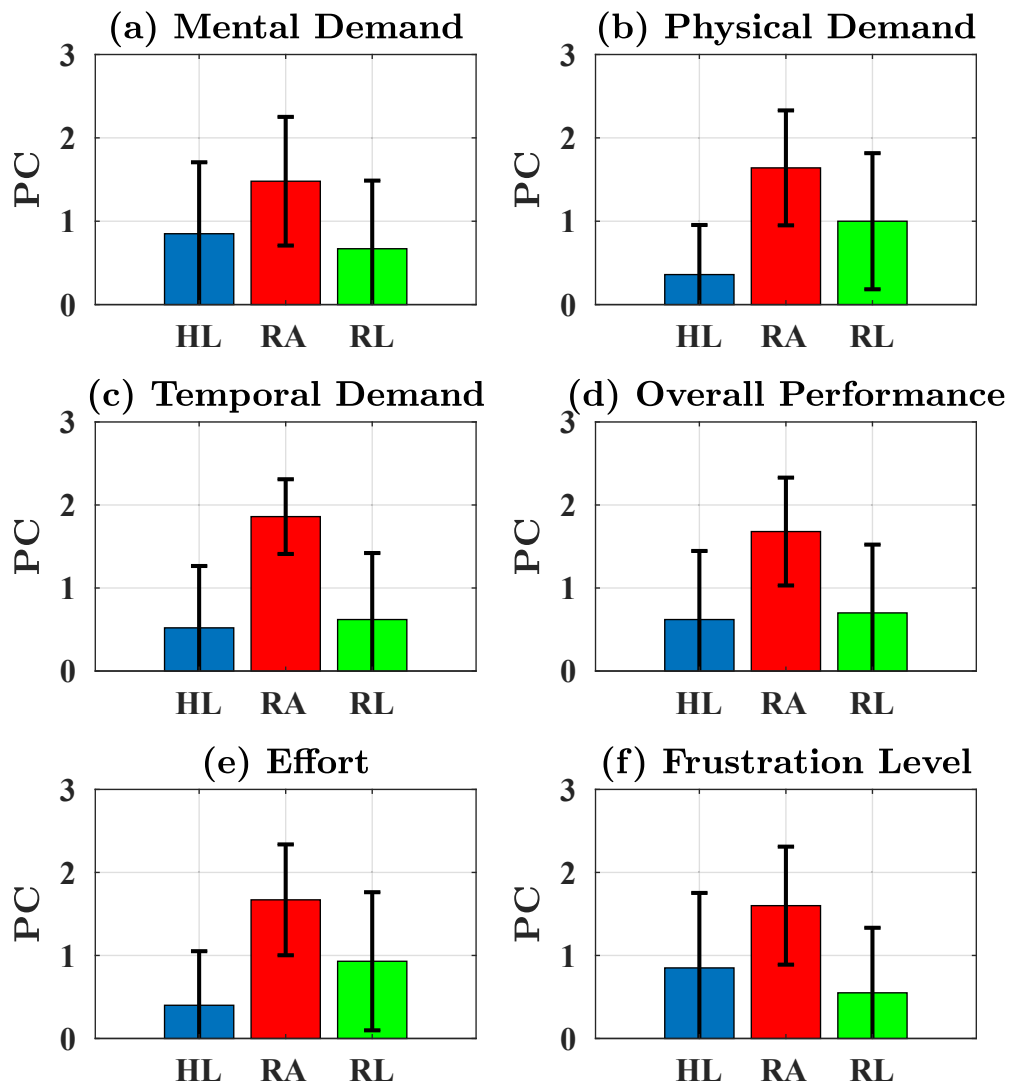 (a) Mental Demand
3
2
1
0
PC
HL RA RL
(b) Physical Demand
3
2
1
0
PC
HL RA RL
(c) Temporal Demand
3
2
1
0
PC
HL RA RL
(d) Overall Performance
3
2
1
0
PC
HL RA RL
(e) Effort
3
2
1
0
PC
HL RA RL
(f) Frustration Level
3
2
1
0
PC
HL RA RL